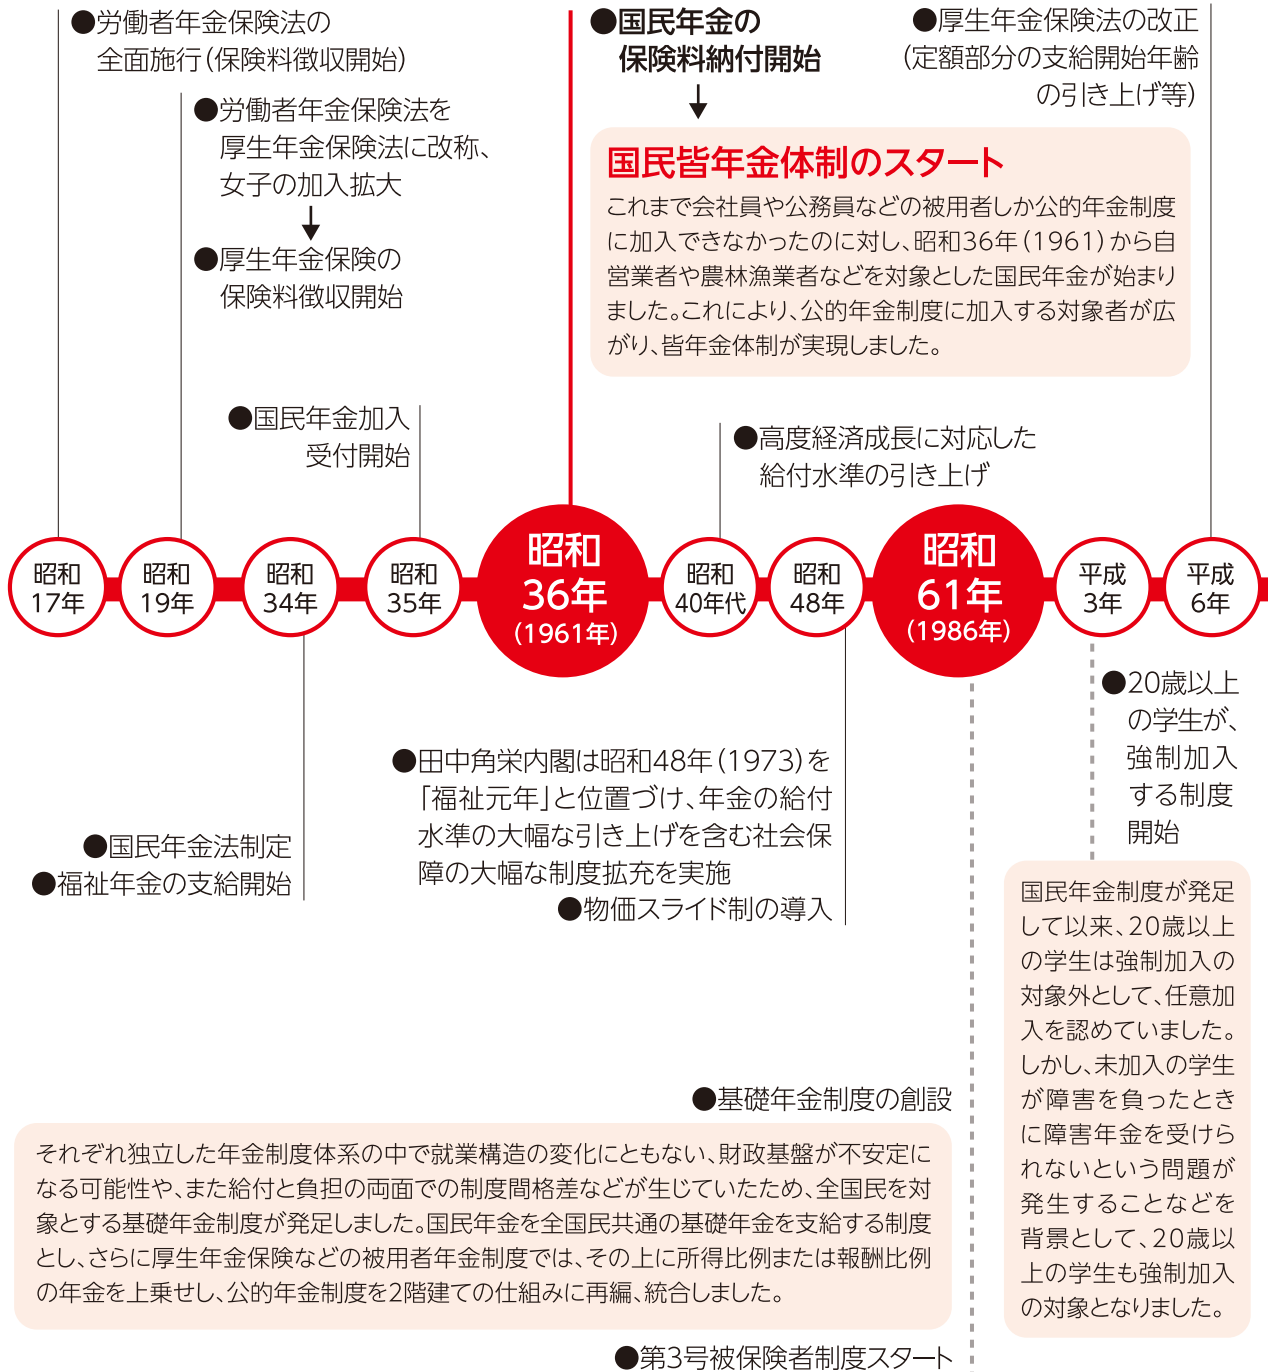 ●労働者年金保険法の
全面施行(保険料徴収開始)
●労働者年金保険法を
厚生年金保険法に改称、
女子の加入拡大
●厚生年金保険の
保険料徴収開始
●国民年金加入
受付開始
●国民年金の
保険料納付開始
国民皆年金体制のスタート
これまで会社員や公務員などの被用者しか公的年金制度
に加入できなかったのに対し、昭和36年(1961)から自
営業者や農林漁業者などを対象とした国民年金が始まり
ました。これにより、公的年金制度に加入する対象者が広
がり、皆年金体制が実現しました。
●厚生年金保険法の改正
(定額部分の支給開始年齢
の引き上げ等)
●高度経済成長に対応した
給付水準の引き上げ
昭和
17年
昭和
19年
昭和
34年
昭和
35年
昭和
36年
(1961年)
昭和
40年代
昭和
48年
昭和
61年
(1986年)
平成
3年
平成
6年
●国民年金法制定
●福祉年金の支給開始
●田中角栄内閣は昭和48年(1973)を
「福祉元年」と位置づけ、年金の給付
水準の大幅な引き上げを含む社会保
障の大幅な制度拡充を実施
●物価スライド制の導入
●20歳以上
の学生が、
強制加入
する制度
開始
国民年金制度が発足
して以来、20歳以上
の学生は強制加入の
対象外として、任意加
入を認めていました。
しかし、未加入の学生
が障害を負ったとき
に障害年金を受けら
れないという問題が
発生することなどを
背景として、20歳以
上の学生も強制加入
の対象となりました。
●基礎年金制度の創設
それぞれ独立した年金制度体系の中で就業構造の変化にともない、財政基盤が不安定に
なる可能性や、また給付と負担の両面での制度間格差などが生じていたため、全国民を対
象とする基礎年金制度が発足しました。国民年金を全国民共通の基礎年金を支給する制度
とし、さらに厚生年金保険などの被用者年金制度では、その上に所得比例または報酬比例
の年金を上乗せし、公的年金制度を2階建ての仕組みに再編、統合しました。
●第3号被保険者制度スタート